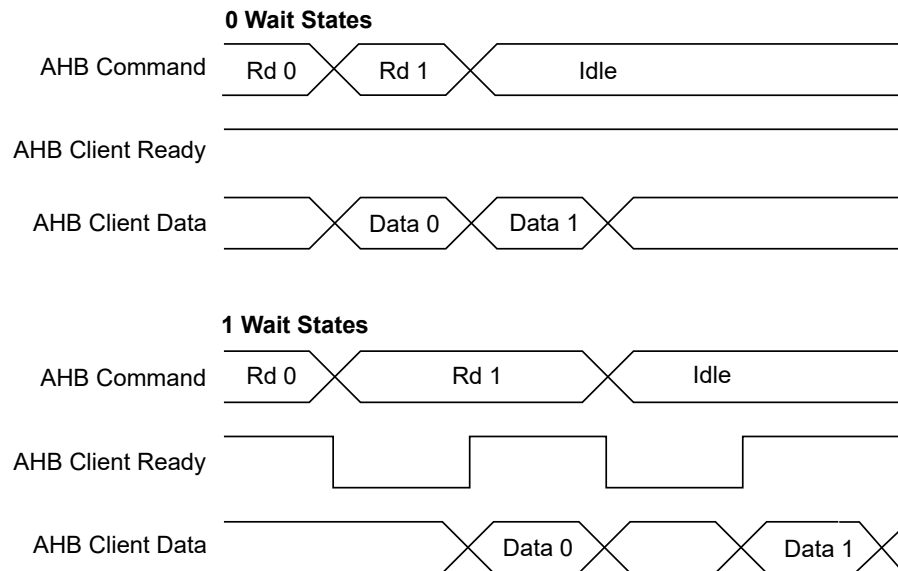 0 Wait States
AHB Command Rd 0 Rd 1 Idle
AHB Client Ready
AHB Client Data Data 0 Data 1
1 Wait States
AHB Command Rd 0 Rd 1 Idle
AHB Client Ready
AHB Client Data Data 0 Data 1